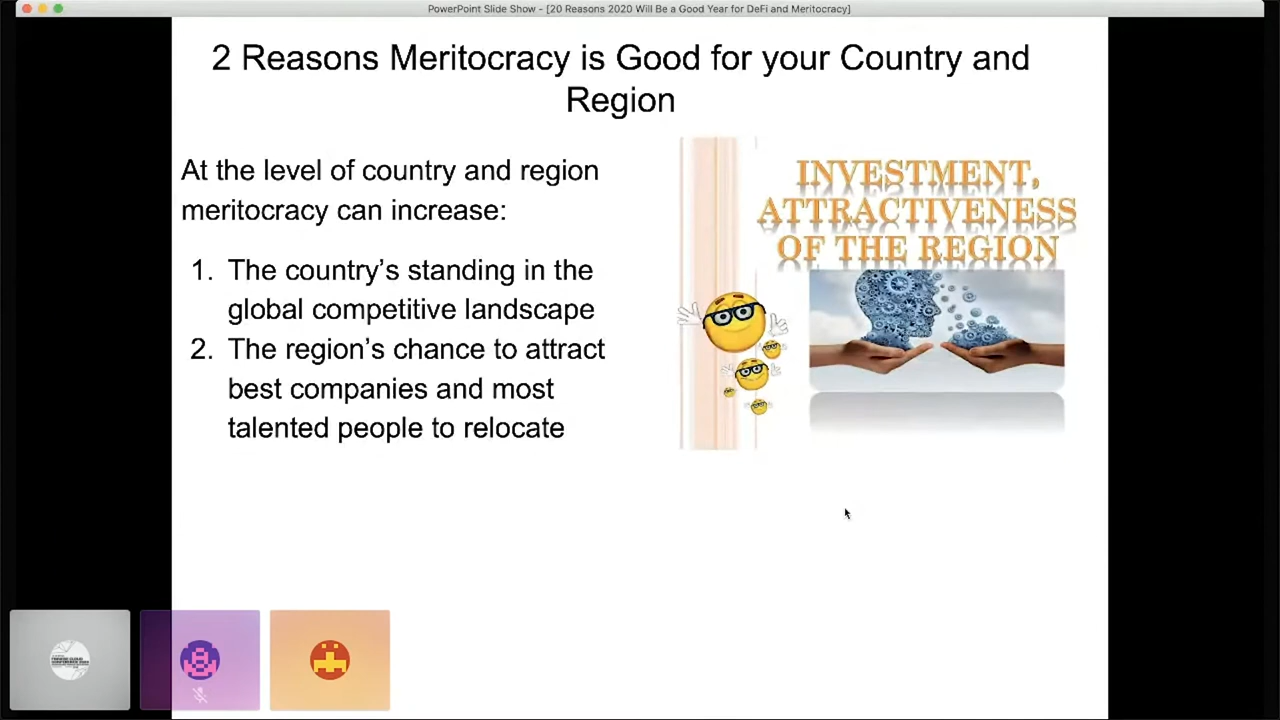 PowerPoint Slide Show - [20 Reasons 2020 Will Be a Good Year for DeFi and Meritocracy]
2 Reasons Meritocracy is Good for your Country and
Region
At the level of country and region
meritocracy can increase:
1. The country’s standing in the
global competitive landscape
2. The region’s chance to attract
best companies and most
talented people to relocate
INVESTMENT,
ATTRACTIVENESS
OF THE REGION